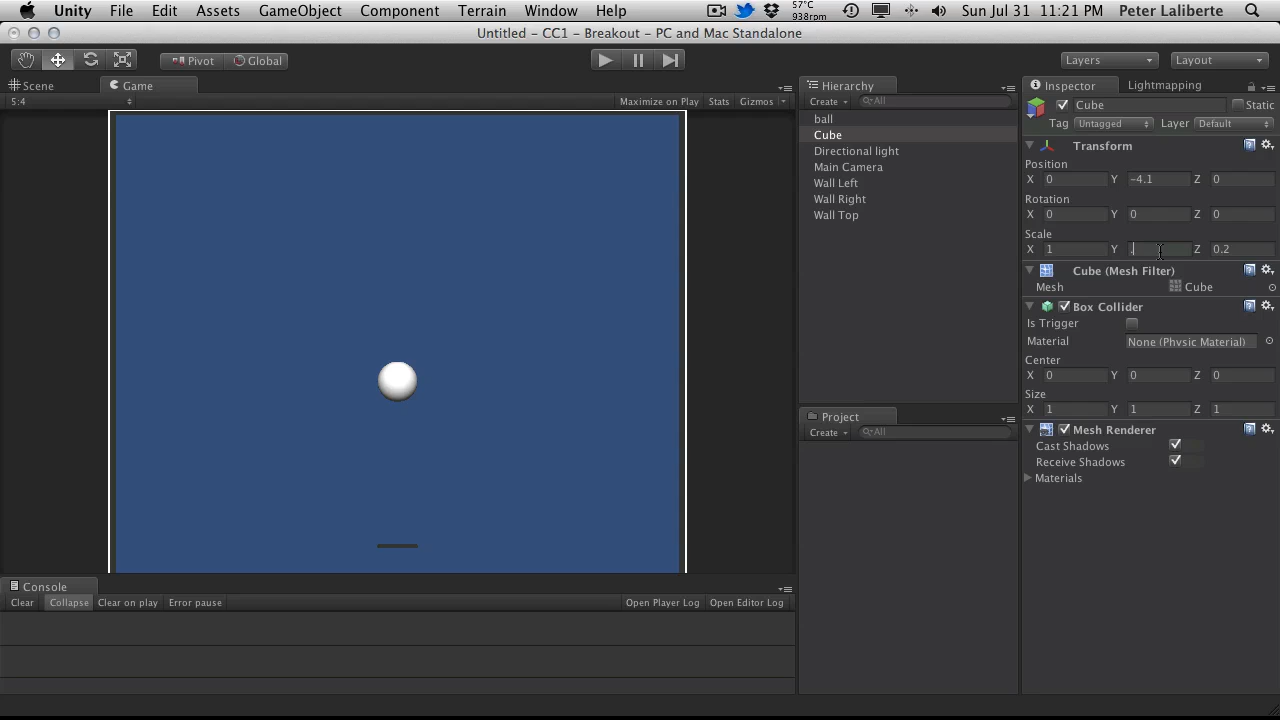 Unity File Edit Assets GameObject Component Terrain Window Help 57°C 938rpm Sun Jul 31 11:21 PM Peter Laliberte
Untitled – CC1 – Breakout – PC and Mac Standalone
Pivot Global Layers Layout
Scene Game
5:4 Maximize on Play Stats Gizmos
Hierarchy
Create All
ball
Cube
Directional light
Main Camera
Wall Left
Wall Right
Wall Top
Project
Create All
Inspector Lightmapping
Cube Static
Tag Untagged Layer Default
Transform
Position
X 0 Y -4.1 Z 0
Rotation
X 0 Y 0 Z 0
Scale
X 1 Y . Z 0.2
Cube (Mesh Filter)
Mesh Cube
Box Collider
Is Trigger
Material None (Physic Material)
Center
X 0 Y 0 Z 0
Size
X 1 Y 1 Z 1
Mesh Renderer
Cast Shadows
Receive Shadows
Materials
Console
Clear Collapse Clear on play Error pause Open Player Log Open Editor Log